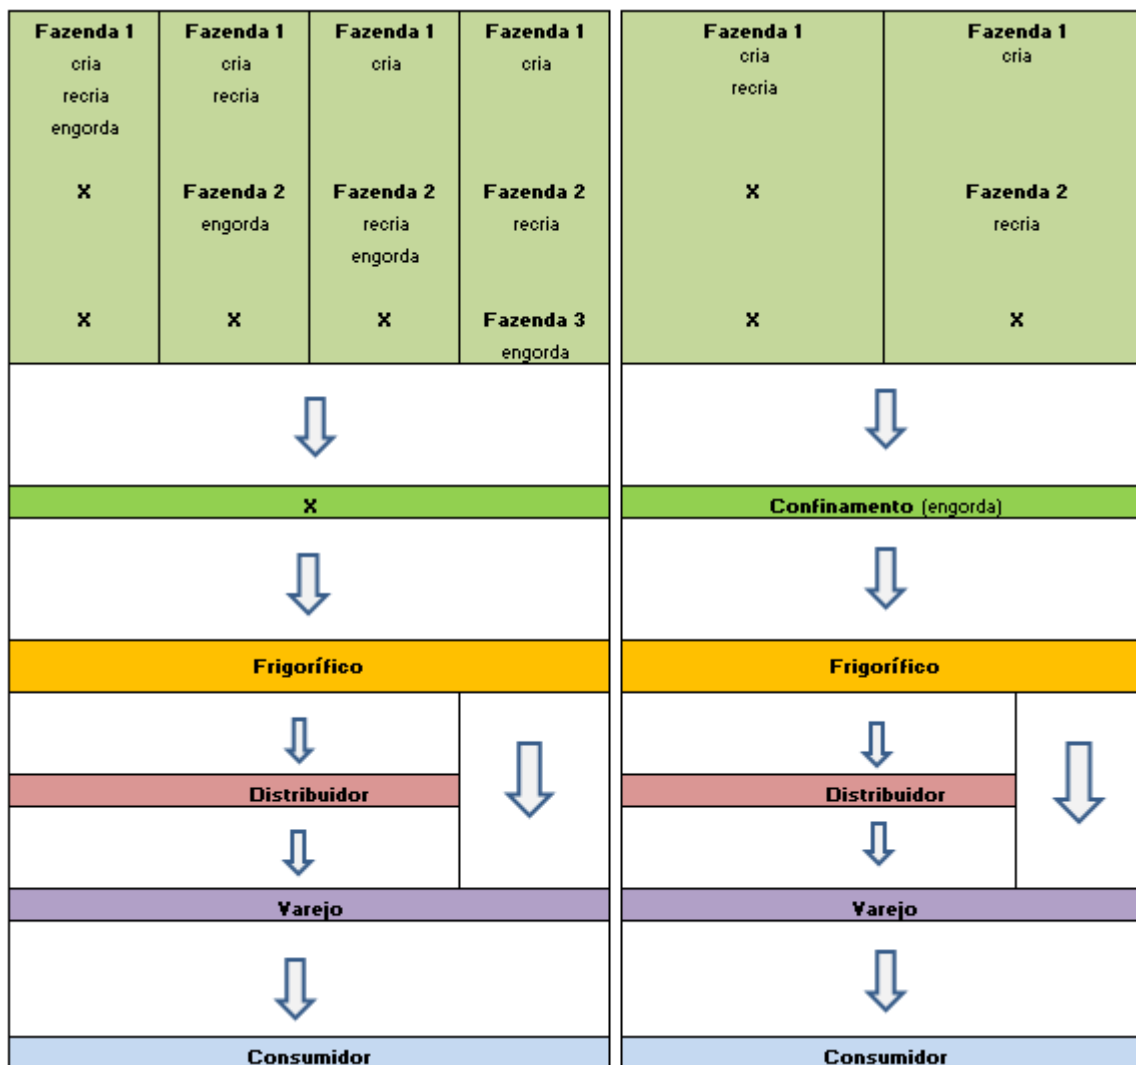 Fazenda 1 Fazenda 1 Fazenda 1 Fazenda 1 Fazenda 1 Fazenda 1
cria cria cria cria cria cria
recria recria recria
engorda
X Fazenda 2 Fazenda 2 Fazenda 2 X Fazenda 2
engorda recria recria recria
engorda
X X X Fazenda 3 X X
engorda
X Confinamento (engorda)
Frigorífico Frigorífico
Distribuidor Distribuidor
Varejo Varejo
Consumidor Consumidor